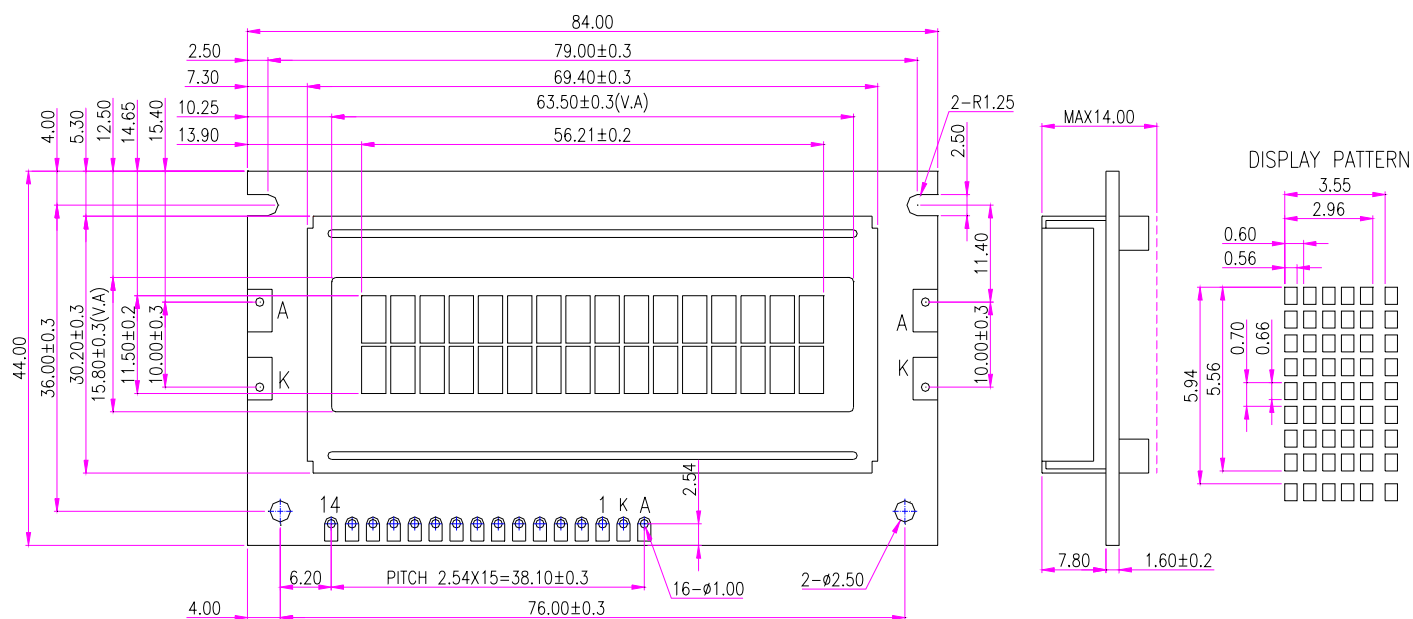 84.00
2.50
79.00±0.3
7.30
69.40±0.3
10.25
63.50±0.3(V.A)
13.90
56.21±0.2
2-R1.25
2.50
4.00
5.30
12.50
14.65
15.40
44.00
36.00±0.3
30.20±0.3
15.80±0.3(V.A)
11.50±0.2
10.00±0.3
A
K
A
K
11.40
10.00±0.3
14
1
K
A
2.54
6.20
PITCH 2.54X15=38.10±0.3
16-ø1.00
2-ø2.50
4.00
76.00±0.3
MAX14.00
7.80
1.60±0.2
DISPLAY PATTERN
3.55
2.96
0.60
0.56
0.70
0.66
5.94
5.56